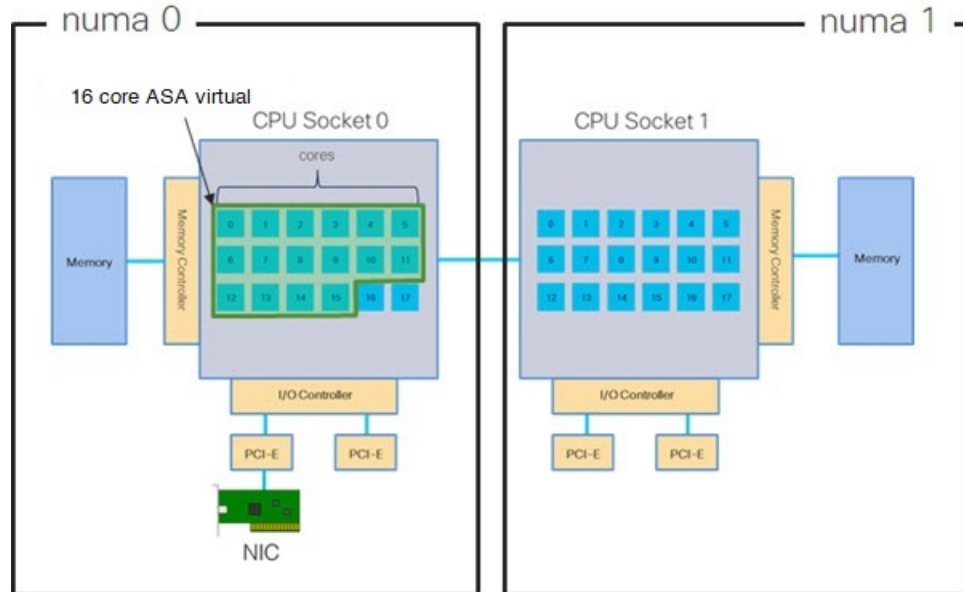 numa 0
numa 1
16 core ASA virtual
CPU Socket 0
CPU Socket 1
cores
0 1 2 3 4 5
0 1 2 3 4 5
Memory
Memory Controller
6 7 8 9 10 11
6 7 8 9 10 11
Memory Controller
Memory
12 13 14 15 16 17
12 13 14 15 16 17
I/O Controller
I/O Controller
PCI-E
PCI-E
PCI-E
PCI-E
NIC